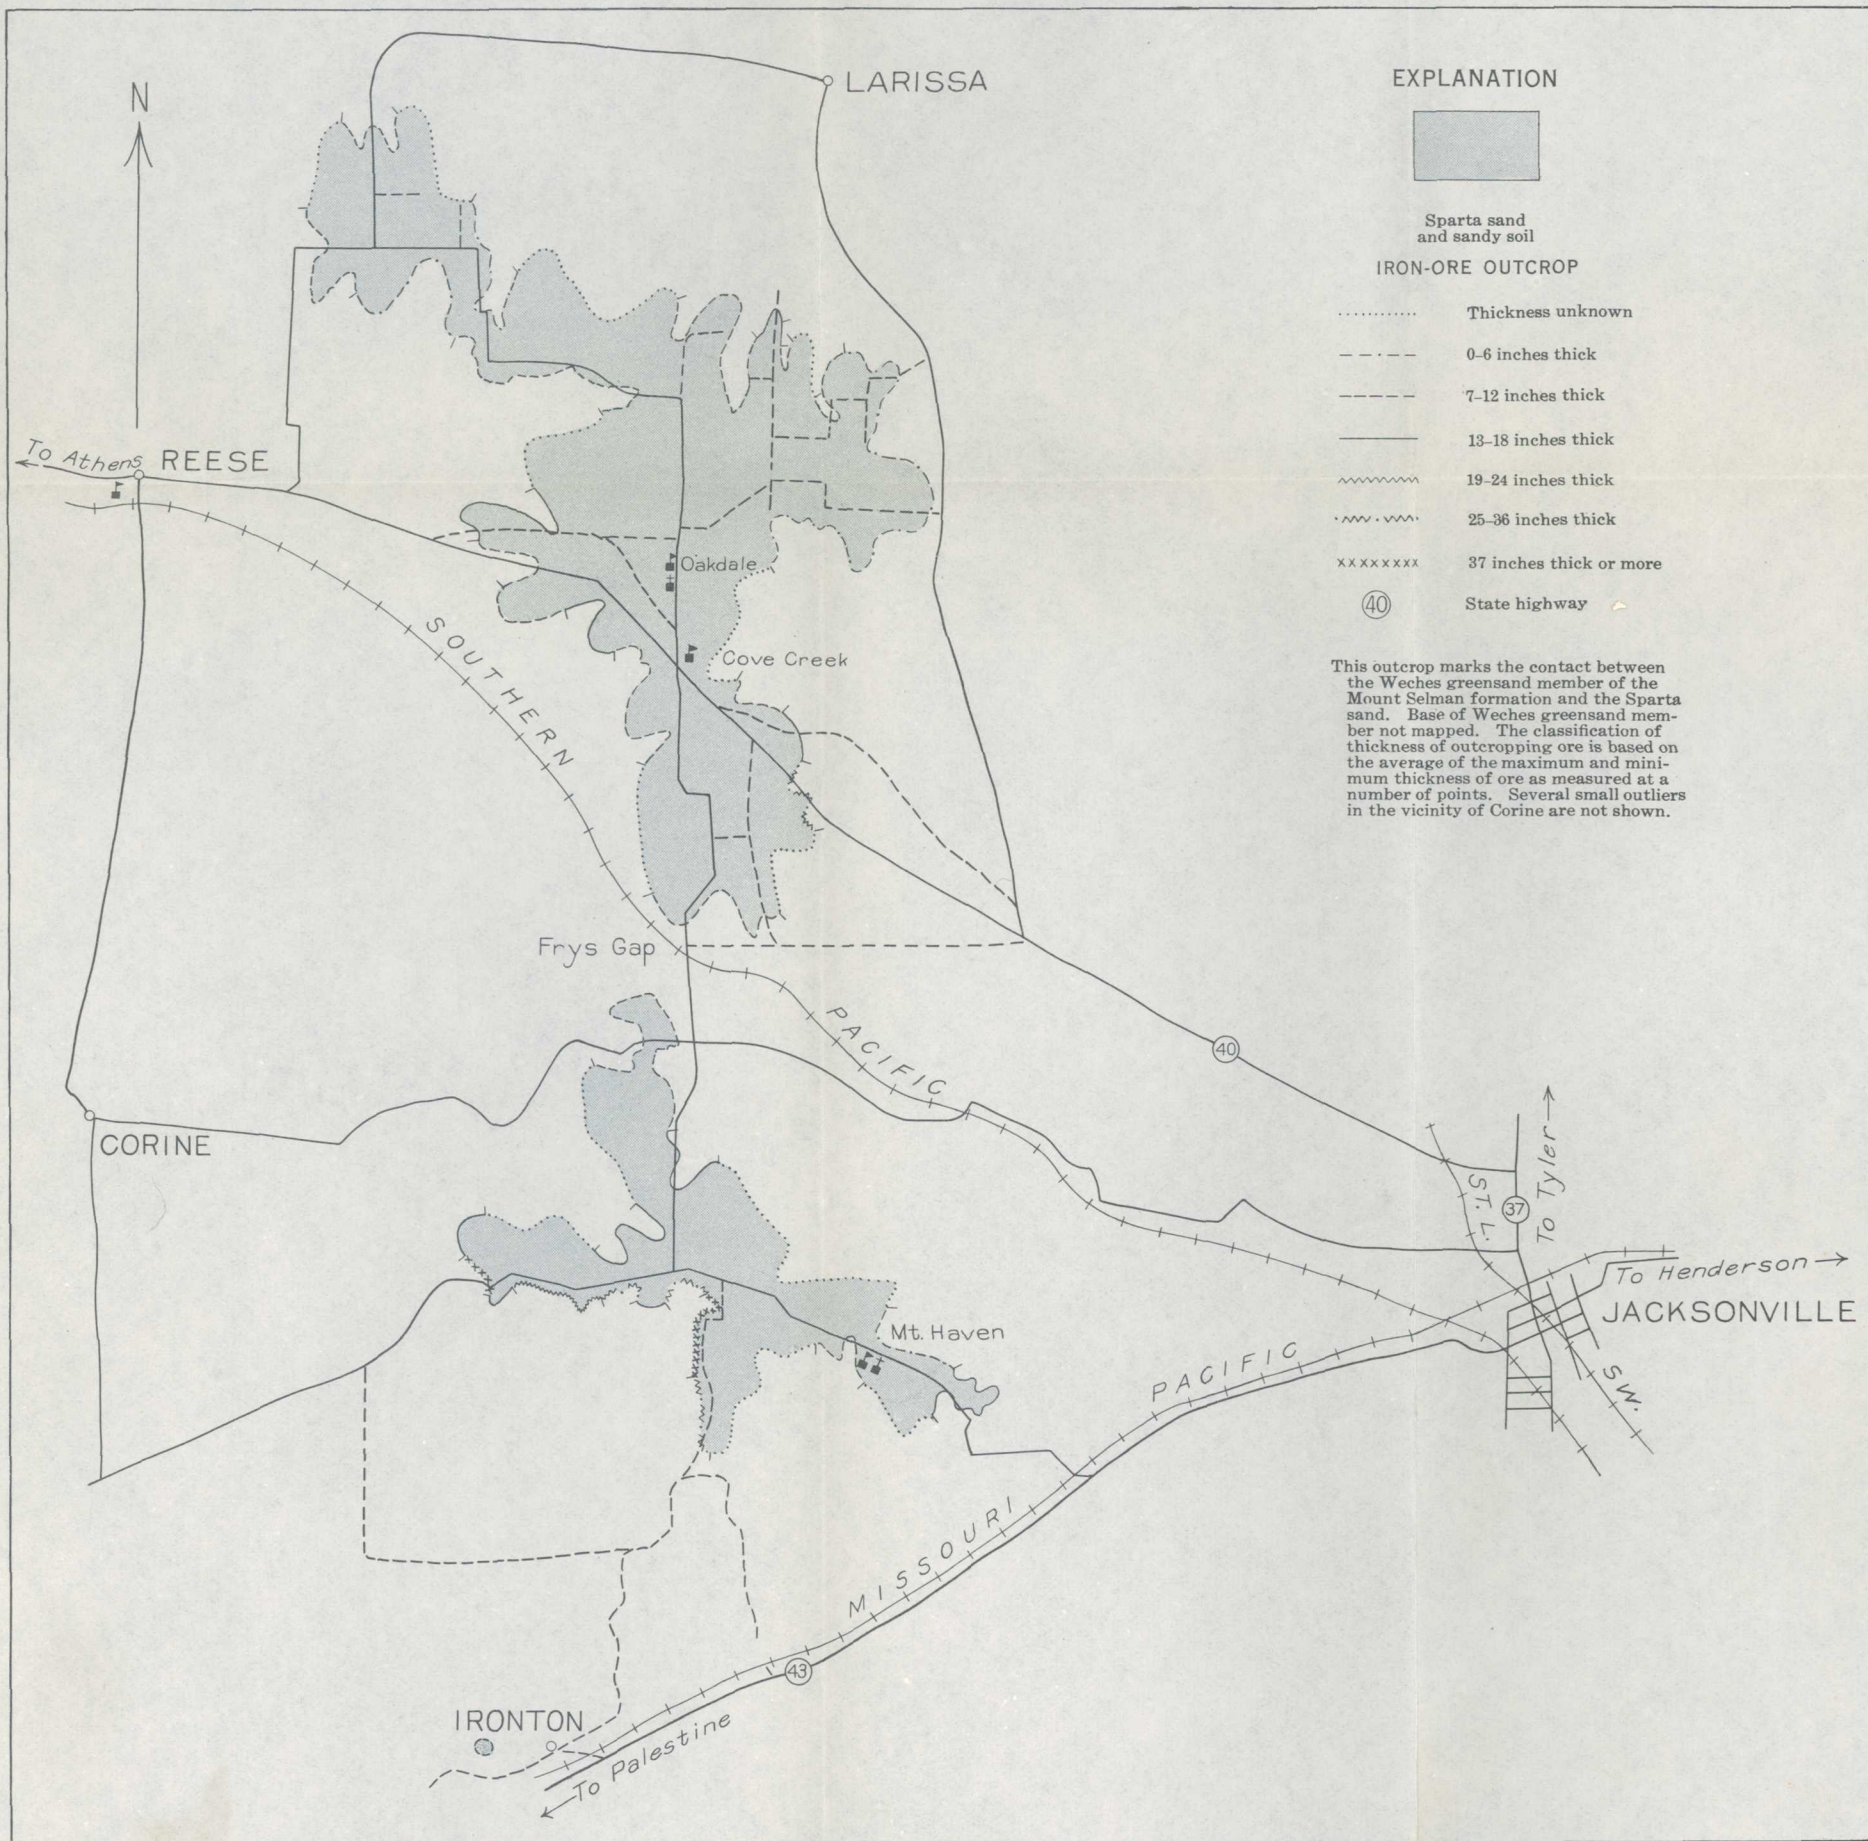 LARISSA
N
To Athens
REESE
Oakdale
Cove Creek
SOUTHERN
Frys Gap
PACIFIC
40
CORINE
To Tyler
ST. L.
37
To Henderson
JACKSONVILLE
SW.
Mt. Haven
PACIFIC
MISSOURI
43
IRONTON
To Palestine
EXPLANATION
Sparta sand
and sandy soil
IRON-ORE OUTCROP
Thickness unknown
0-6 inches thick
7-12 inches thick
13-18 inches thick
19-24 inches thick
25-36 inches thick
37 inches thick or more
40 State highway
This outcrop marks the contact between
the Weches greensand member of the
Mount Selman formation and the Sparta
sand. Base of Weches greensand mem-
ber not mapped. The classification of
thickness of outcropping ore is based on
the average of the maximum and mini-
mum thickness of ore as measured at a
number of points. Several small outliers
in the vicinity of Corine are not shown.